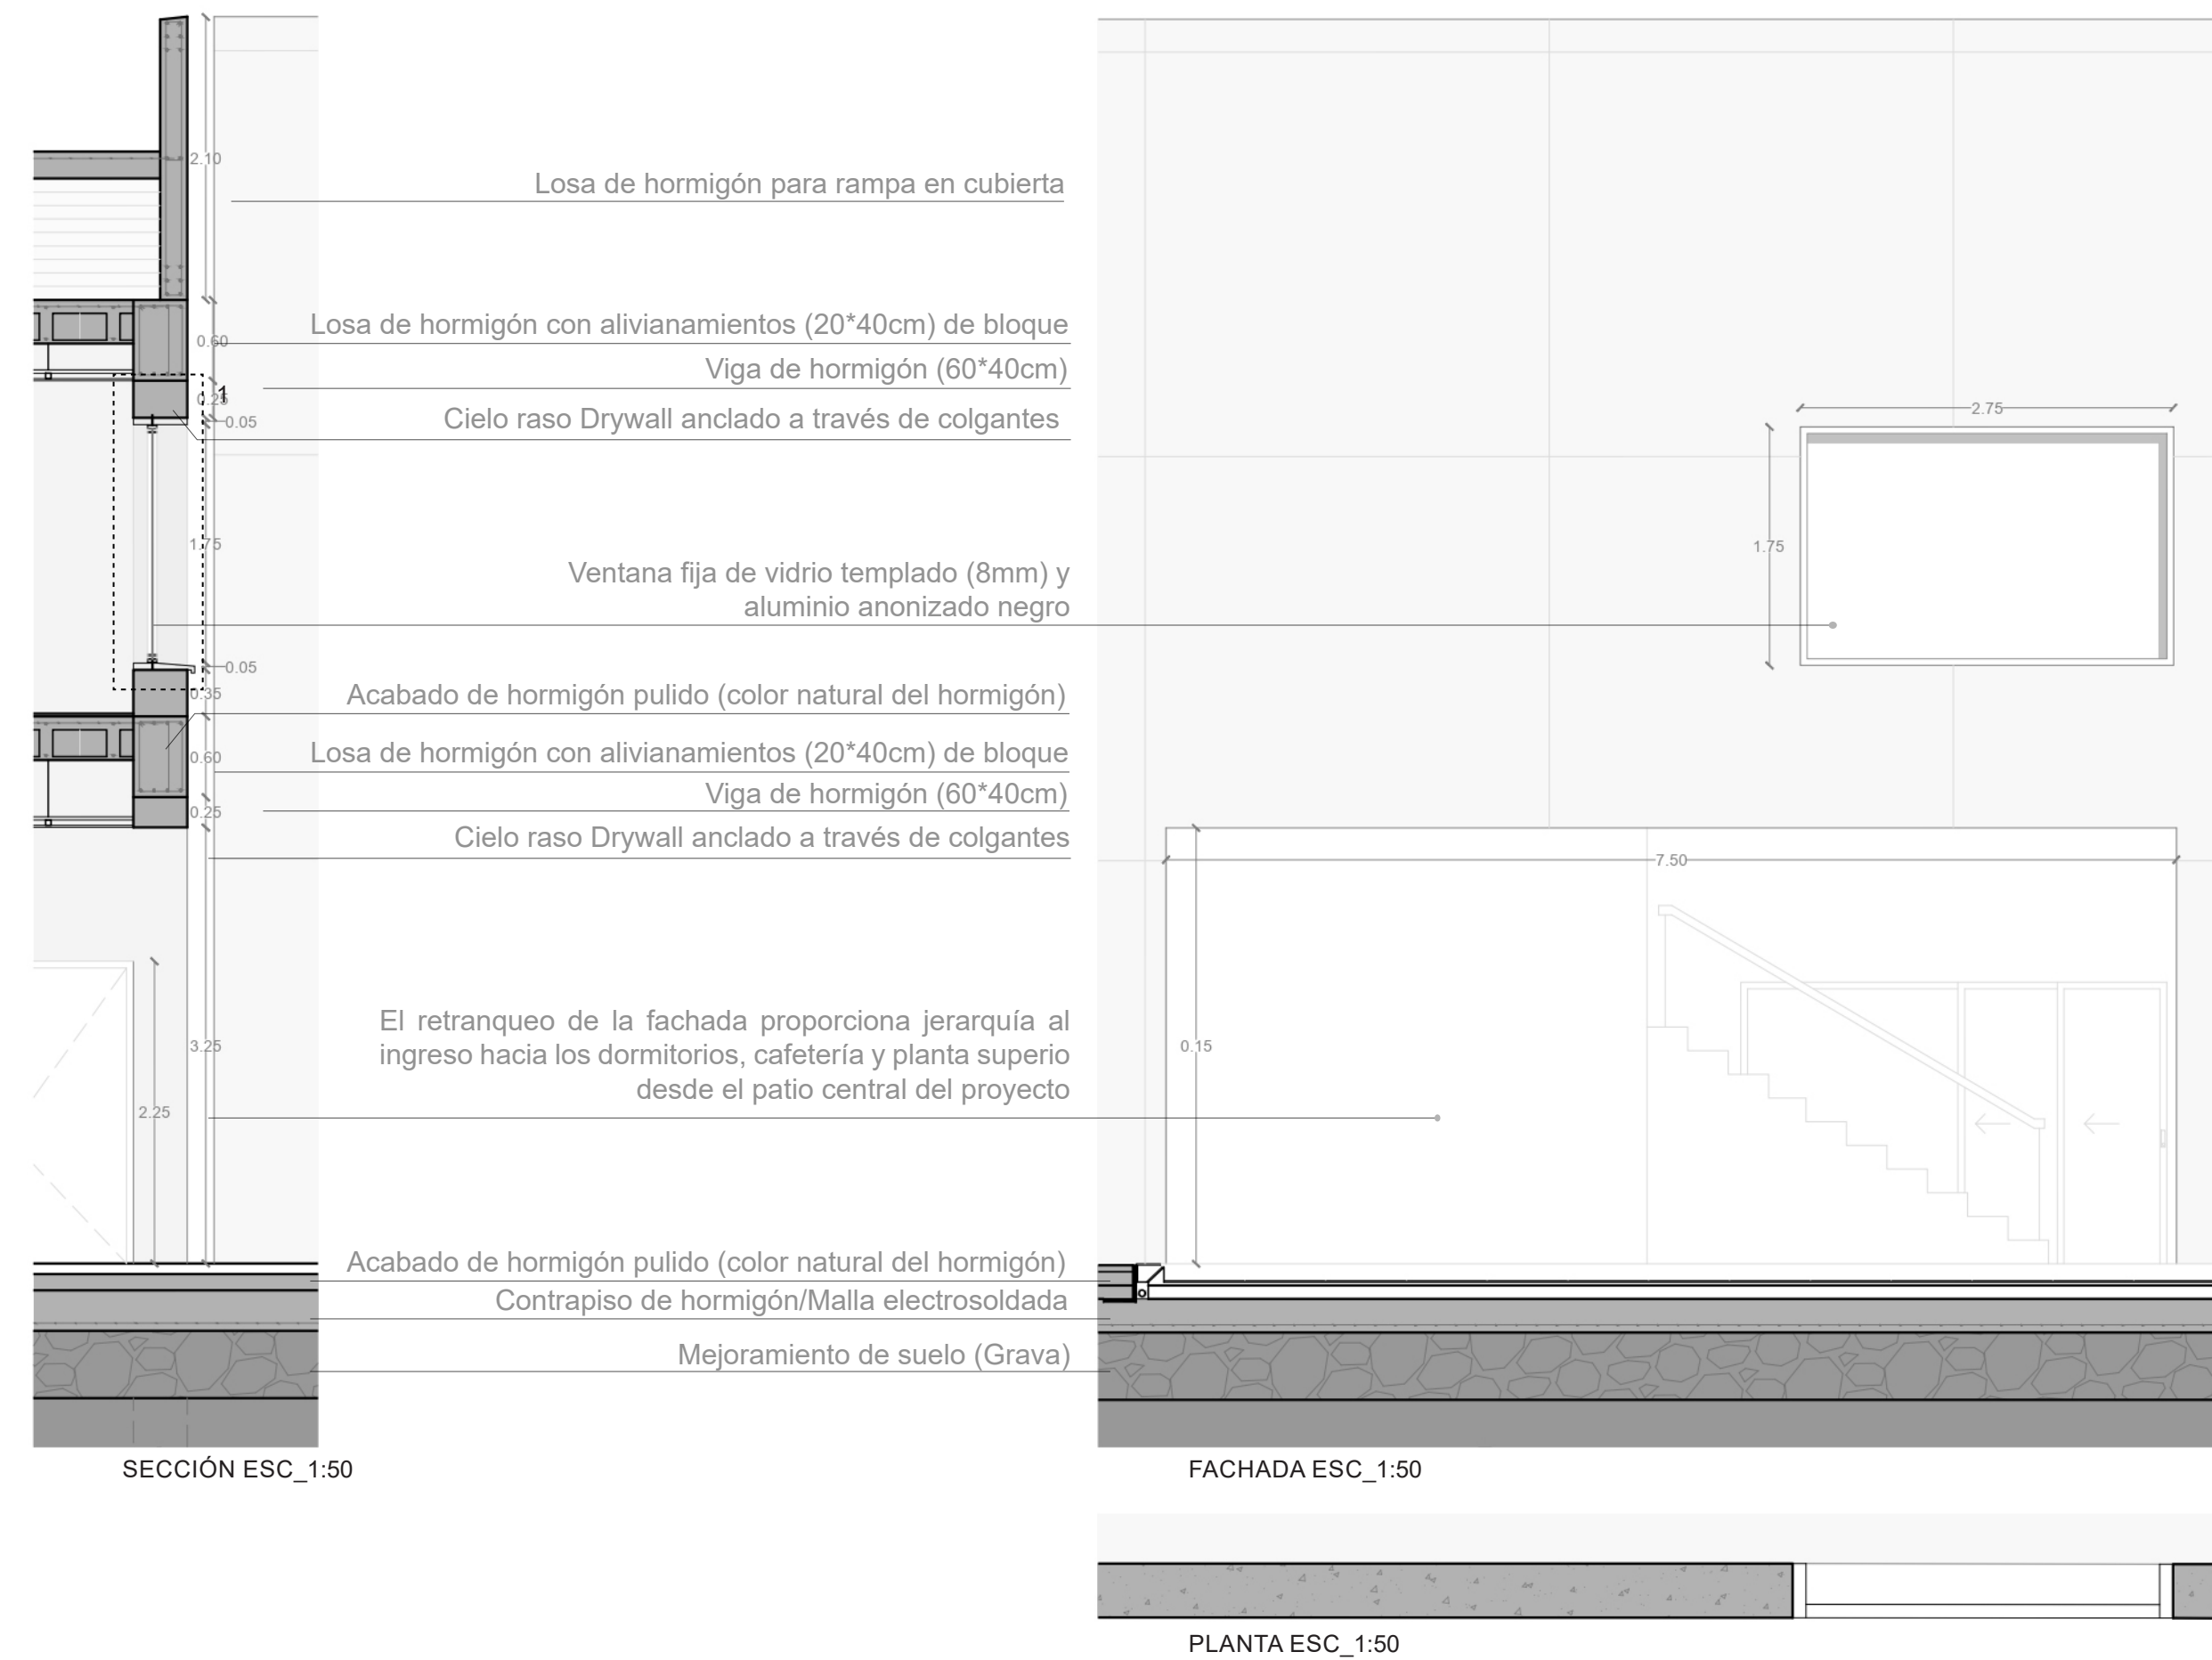 2.10
Losa de hormigón para rampa en cubierta
Losa de hormigón con alivianamientos (20*40cm) de bloque
0.60
Viga de hormigón (60*40cm)
1
0.25
Cielo raso Drywall anclado a través de colgantes
0.05
2.75
1.75
1.75
Ventana fija de vidrio templado (8mm) y
aluminio anonizado negro
0.05
0.35
Acabado de hormigón pulido (color natural del hormigón)
Losa de hormigón con alivianamientos (20*40cm) de bloque
0.60
Viga de hormigón (60*40cm)
0.25
Cielo raso Drywall anclado a través de colgantes
7.50
El retranqueo de la fachada proporciona jerarquía al
ingreso hacia los dormitorios, cafetería y planta superio
desde el patio central del proyecto
3.25
0.15
2.25
Acabado de hormigón pulido (color natural del hormigón)
Contrapiso de hormigón/Malla electrosoldada
Mejoramiento de suelo (Grava)
SECCIÓN ESC_1:50
FACHADA ESC_1:50
PLANTA ESC_1:50